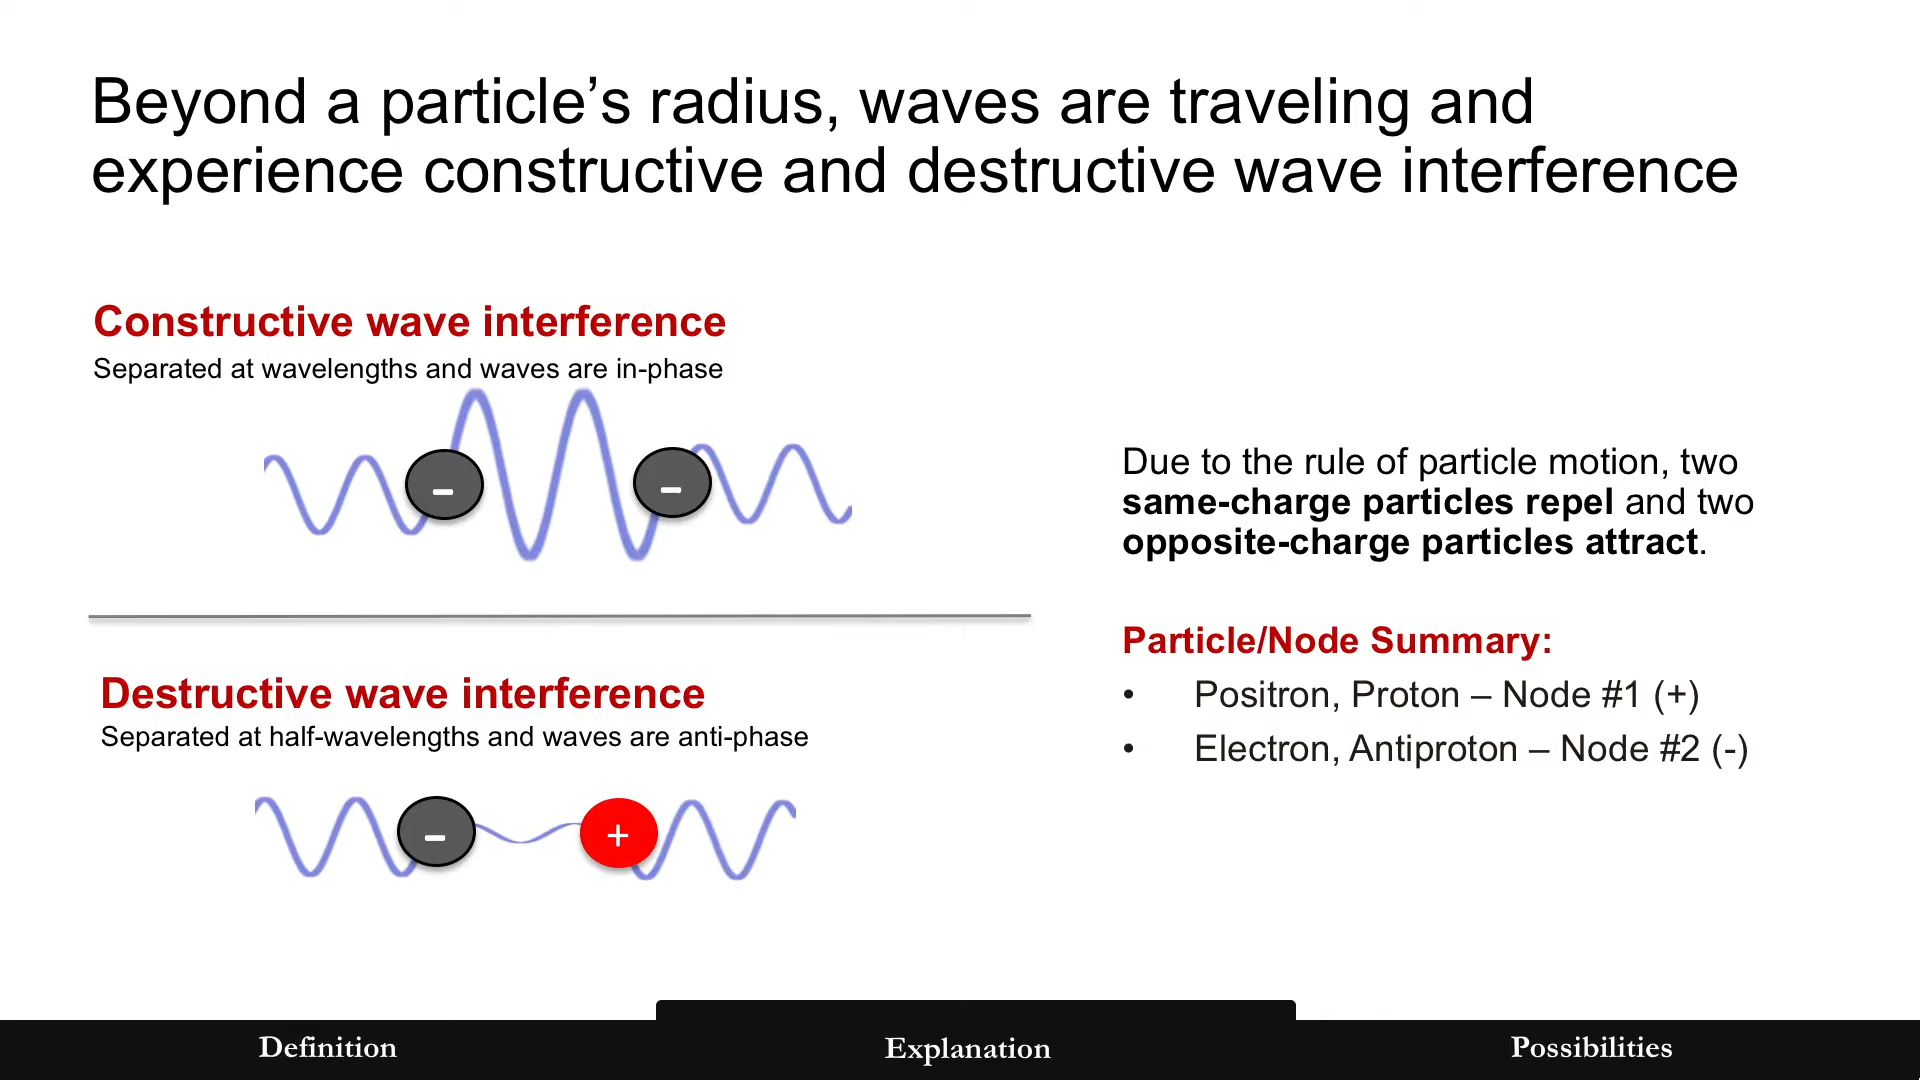 Beyond a particle’s radius, waves are traveling and
experience constructive and destructive wave interference
Constructive wave interference
Separated at wavelengths and waves are in-phase
-
-
Destructive wave interference
Separated at half-wavelengths and waves are anti-phase
-
+
Due to the rule of particle motion, two
same-charge particles repel and two
opposite-charge particles attract.
Particle/Node Summary:
• Positron, Proton – Node #1 (+)
• Electron, Antiproton – Node #2 (-)
Definition
Explanation
Possibilities